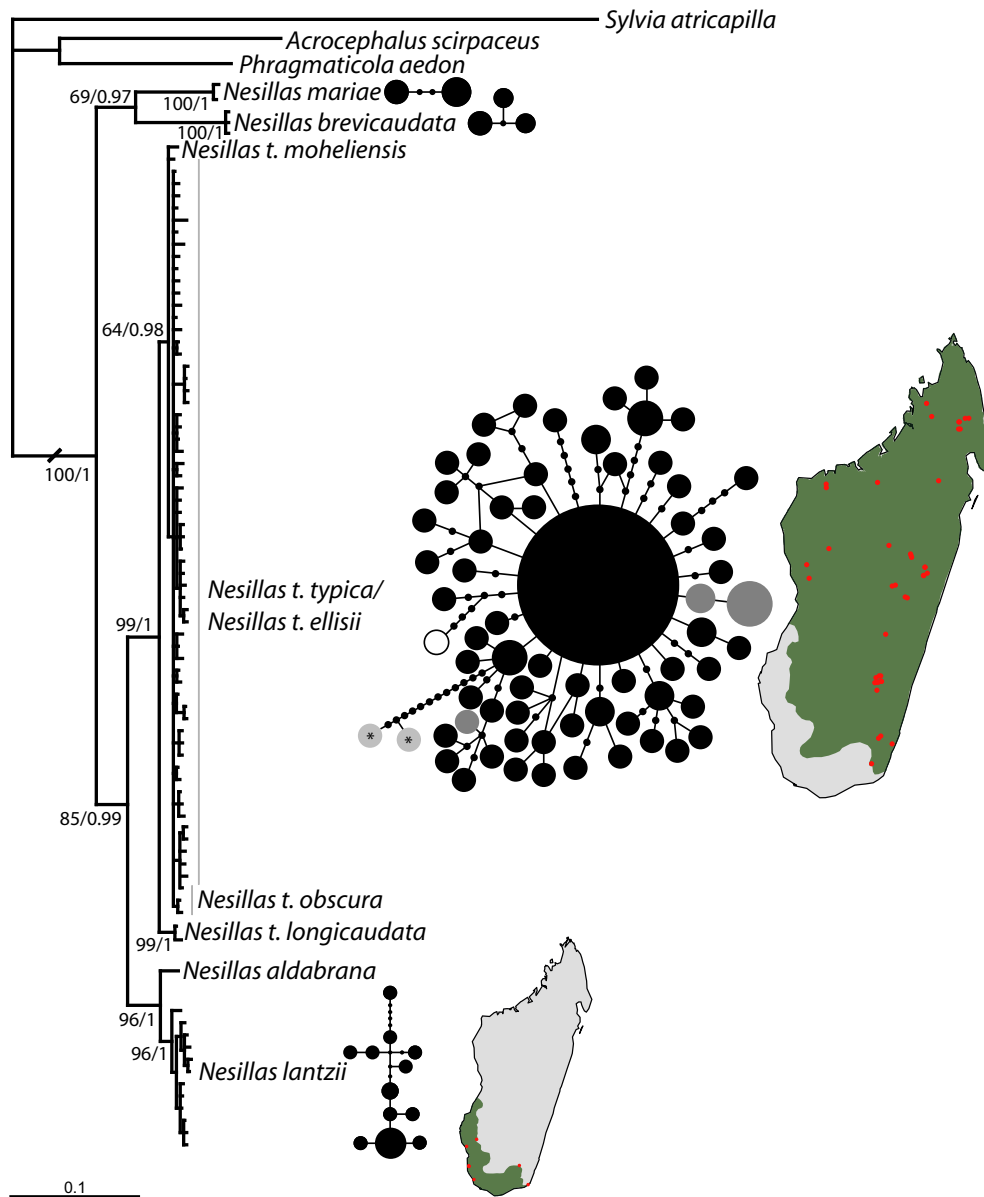 Sylvia atricapilla
Acrocephalus scirpaceus
Phragmaticola aedon
69/0.97
100/1
Nesillas mariae
100/1
Nesillas brevicaudata
Nesillas t. moheliensis
64/0.98
100/1
Nesillas t. typica/
Nesillas t. ellisii
99/1
*
*
85/0.99
Nesillas t. obscura
99/1
Nesillas t. longicaudata
Nesillas aldabrana
96/1
96/1
Nesillas lantzii
0.1